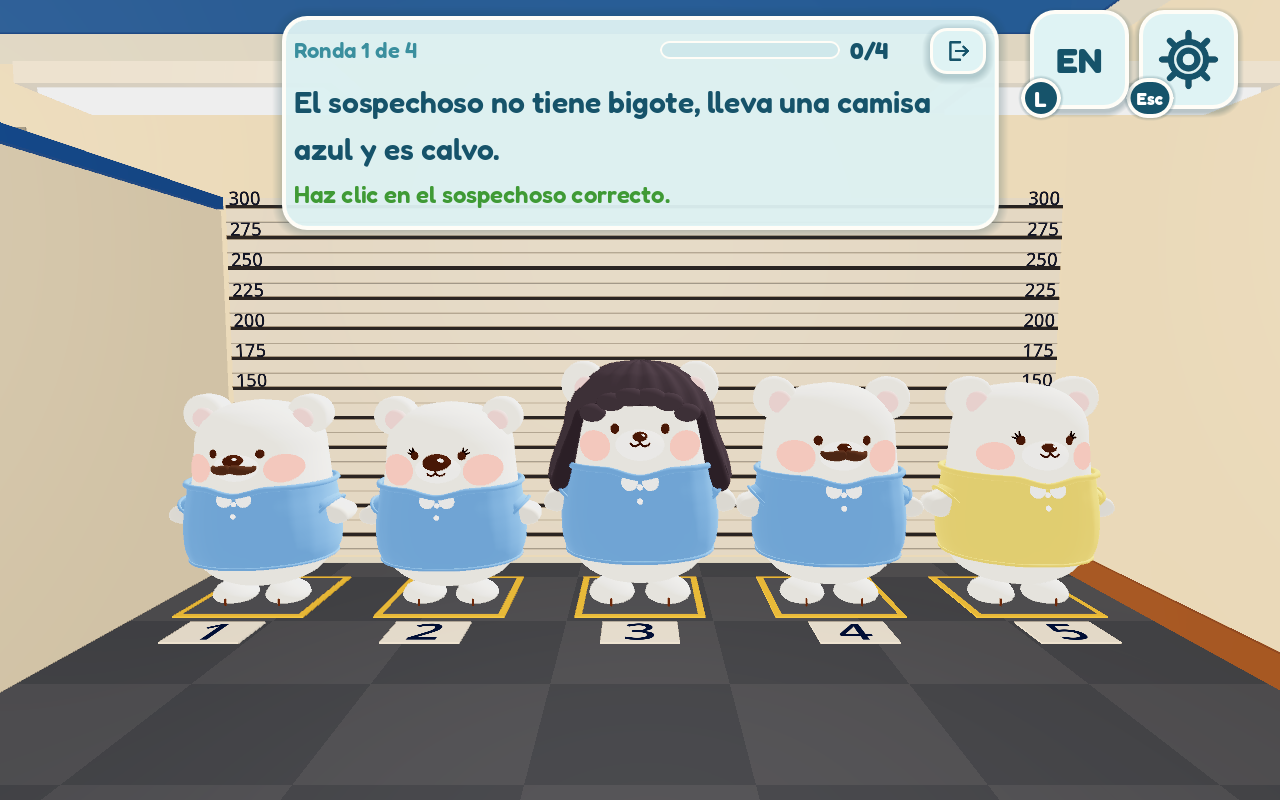 Ronda 1 de 4
0/4
EN
L
Esc
El sospechoso no tiene bigote, lleva una camisa
azul y es calvo.
Haz clic en el sospechoso correcto.
300 300
275 275
250 250
225 225
200 200
175 175
150 150
1 2 3 4 5